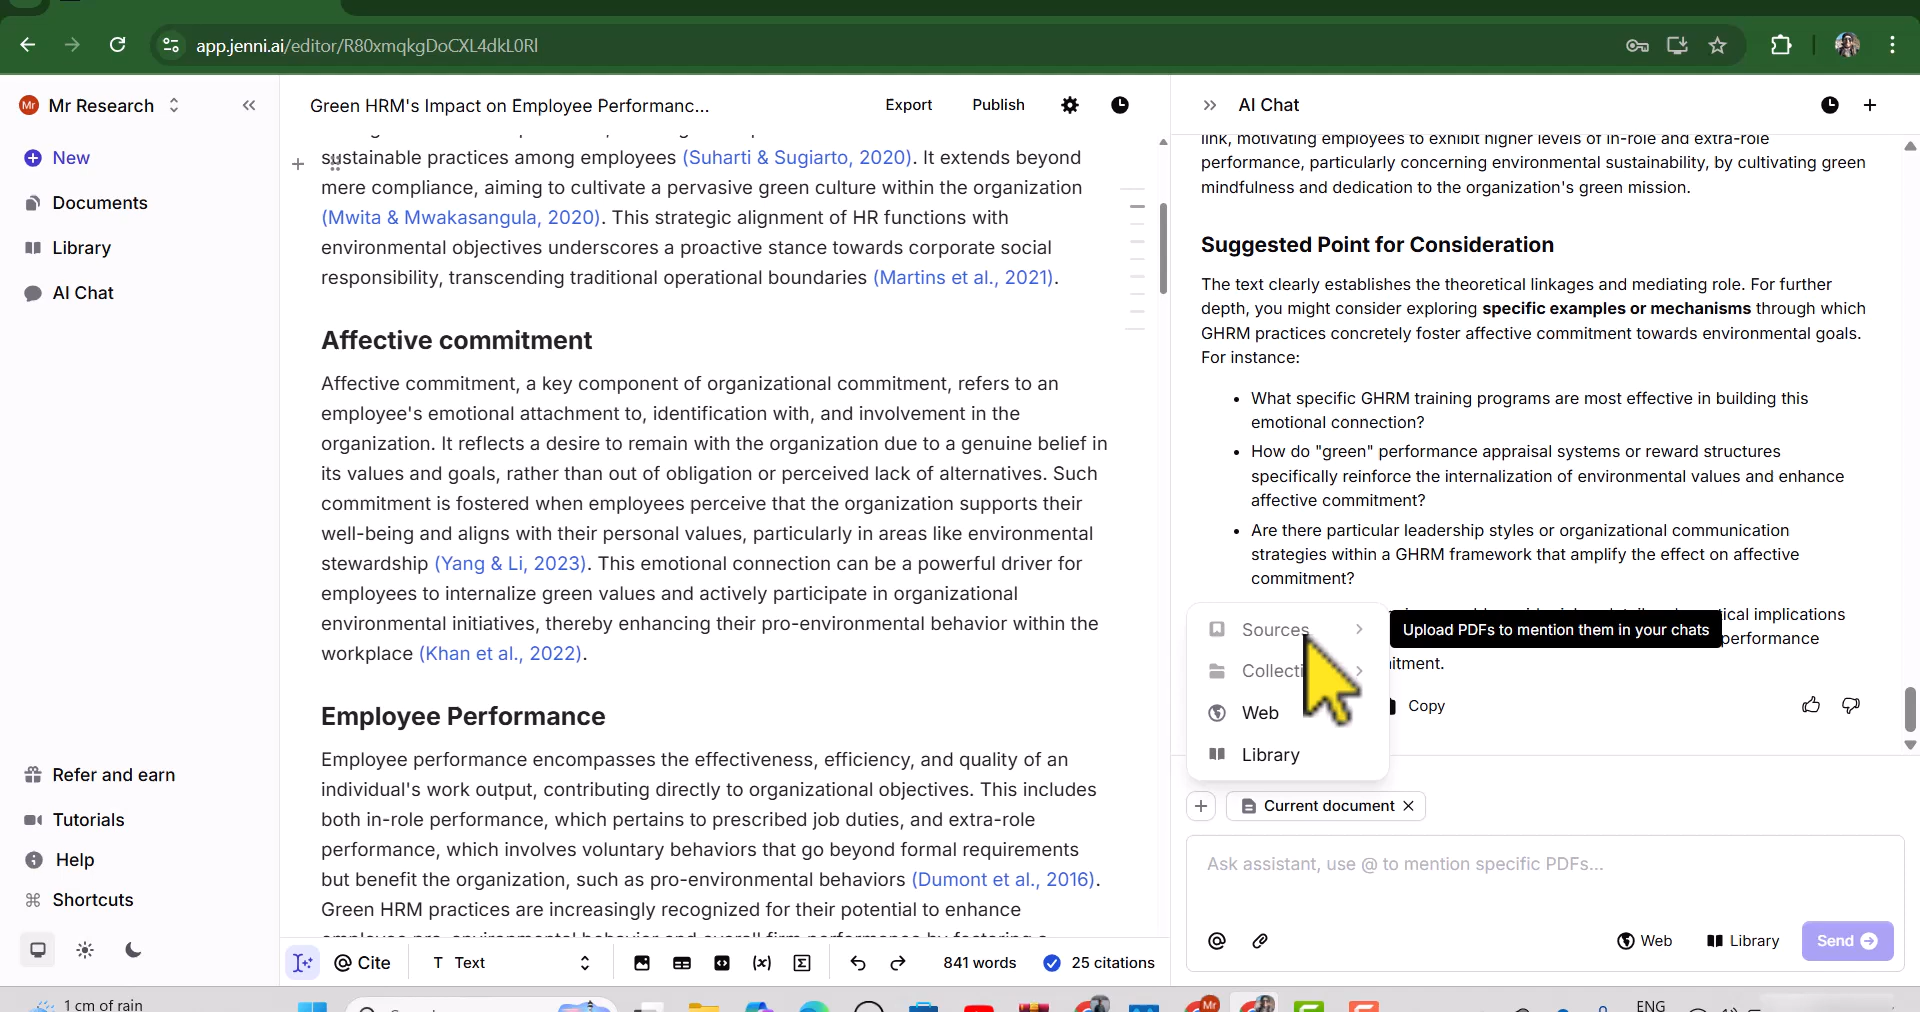 app.jenni.ai/editor/R80xmqkgDoCXL4dkL0Rl
Mr Mr Research
New
Documents
Library
AI Chat
Refer and earn
Tutorials
Help
Shortcuts
Green HRM's Impact on Employee Performanc...
Export
Publish
sustainable practices among employees (Suharti & Sugiarto, 2020). It extends beyond
mere compliance, aiming to cultivate a pervasive green culture within the organization
(Mwita & Mwakasangula, 2020). This strategic alignment of HR functions with
environmental objectives underscores a proactive stance towards corporate social
responsibility, transcending traditional operational boundaries (Martins et al., 2021).
Affective commitment
Affective commitment, a key component of organizational commitment, refers to an
employee's emotional attachment to, identification with, and involvement in the
organization. It reflects a desire to remain with the organization due to a genuine belief in
its values and goals, rather than out of obligation or perceived lack of alternatives. Such
commitment is fostered when employees perceive that the organization supports their
well-being and aligns with their personal values, particularly in areas like environmental
stewardship (Yang & Li, 2023). This emotional connection can be a powerful driver for
employees to internalize green values and actively participate in organizational
environmental initiatives, thereby enhancing their pro-environmental behavior within the
workplace (Khan et al., 2022).
Employee Performance
Employee performance encompasses the effectiveness, efficiency, and quality of an
individual's work output, contributing directly to organizational objectives. This includes
both in-role performance, which pertains to prescribed job duties, and extra-role
performance, which involves voluntary behaviors that go beyond formal requirements
but benefit the organization, such as pro-environmental behaviors (Dumont et al., 2016).
Green HRM practices are increasingly recognized for their potential to enhance
Cite
T Text
841 words
25 citations
AI Chat
link, motivating employees to exhibit higher levels of in-role and extra-role
performance, particularly concerning environmental sustainability, by cultivating green
mindfulness and dedication to the organization's green mission.
Suggested Point for Consideration
The text clearly establishes the theoretical linkages and mediating role. For further
depth, you might consider exploring specific examples or mechanisms through which
GHRM practices concretely foster affective commitment towards environmental goals.
For instance:
• What specific GHRM training programs are most effective in building this
emotional connection?
• How do "green" performance appraisal systems or reward structures
specifically reinforce the internalization of environmental values and enhance
affective commitment?
• Are there particular leadership styles or organizational communication
strategies within a GHRM framework that amplify the effect on affective
commitment?
tical implications
performance
itment.
Sources
Upload PDFs to mention them in your chats
Collecti
Web
Library
Copy
Current document
Ask assistant, use @ to mention specific PDFs...
Web
Library
Send
1 cm of rain
Mr
ENG